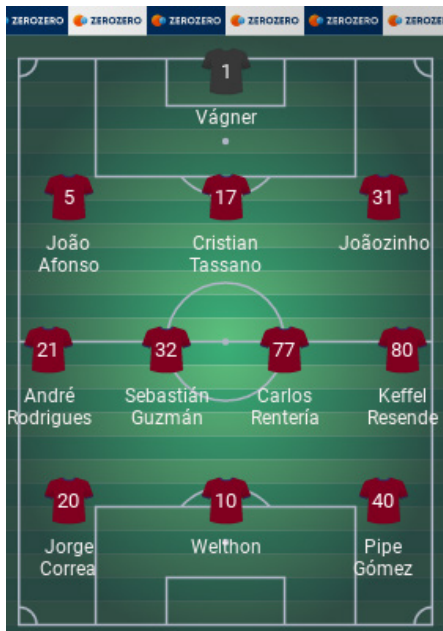 ZEROZERO ZEROZERO ZEROZERO ZEROZERO ZEROZERO ZEROZE
1
Vágner
5 17 31
João Cristian Joãozinho
Afonso Tassano
21 32 77 80
André Sebastián Carlos Keffel
Rodrigues Guzmán Rentería Resende
20 10 40
Jorge Welthon Pipe
Correa Gómez